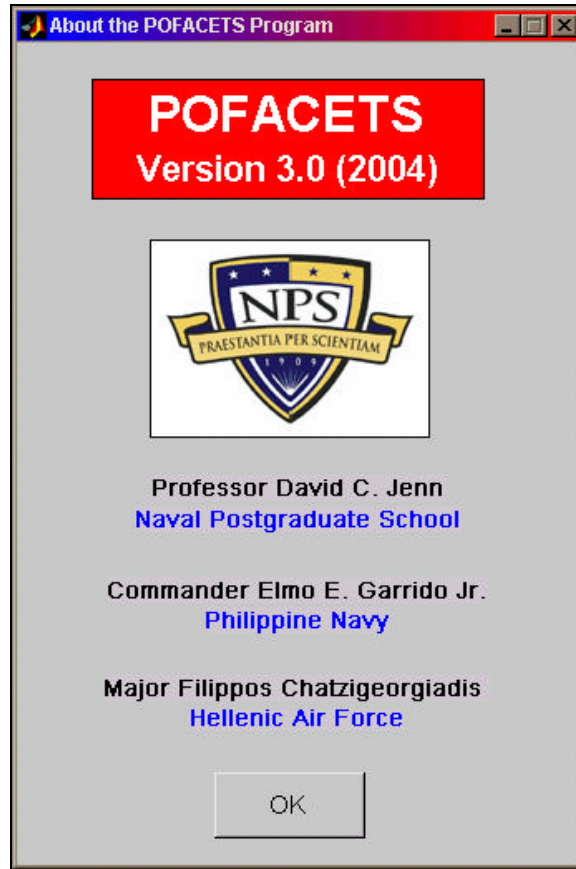 About the POFACETS Program
POFACETS
Version 3.0 (2004)
NPS
PRAESTANTIA PER SCIENTIAM
1909
Professor David C. Jenn
Naval Postgraduate School
Commander Elmo E. Garrido Jr.
Philippine Navy
Major Filippos Chatzigeorgiadis
Hellenic Air Force
OK